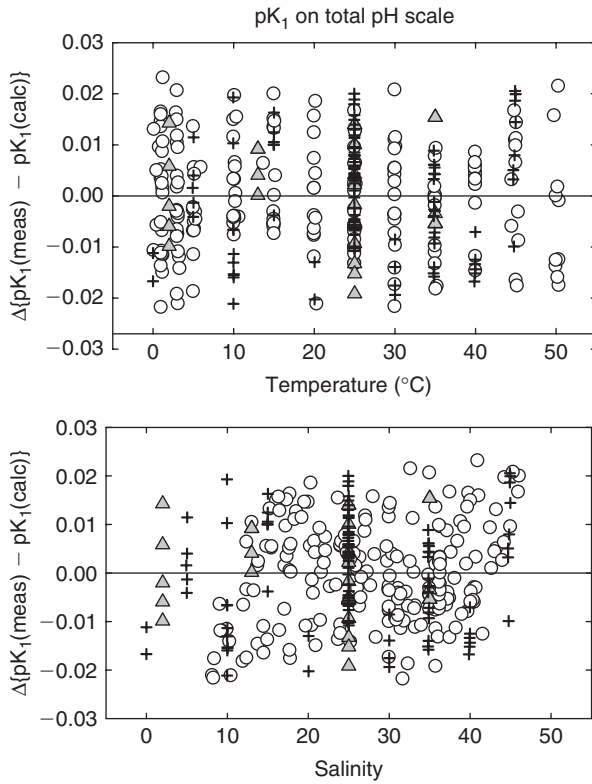 pK₁ on total pH scale
Δ{pK₁(meas) − pK₁(calc)}
0.03
0.02
0.01
0.00
−0.01
−0.02
−0.03
0 10 20 30 40 50
Temperature (°C)
Δ{pK₁(meas) − pK₁(calc)}
0.03
0.02
0.01
0.00
−0.01
−0.02
−0.03
0 10 20 30 40 50
Salinity